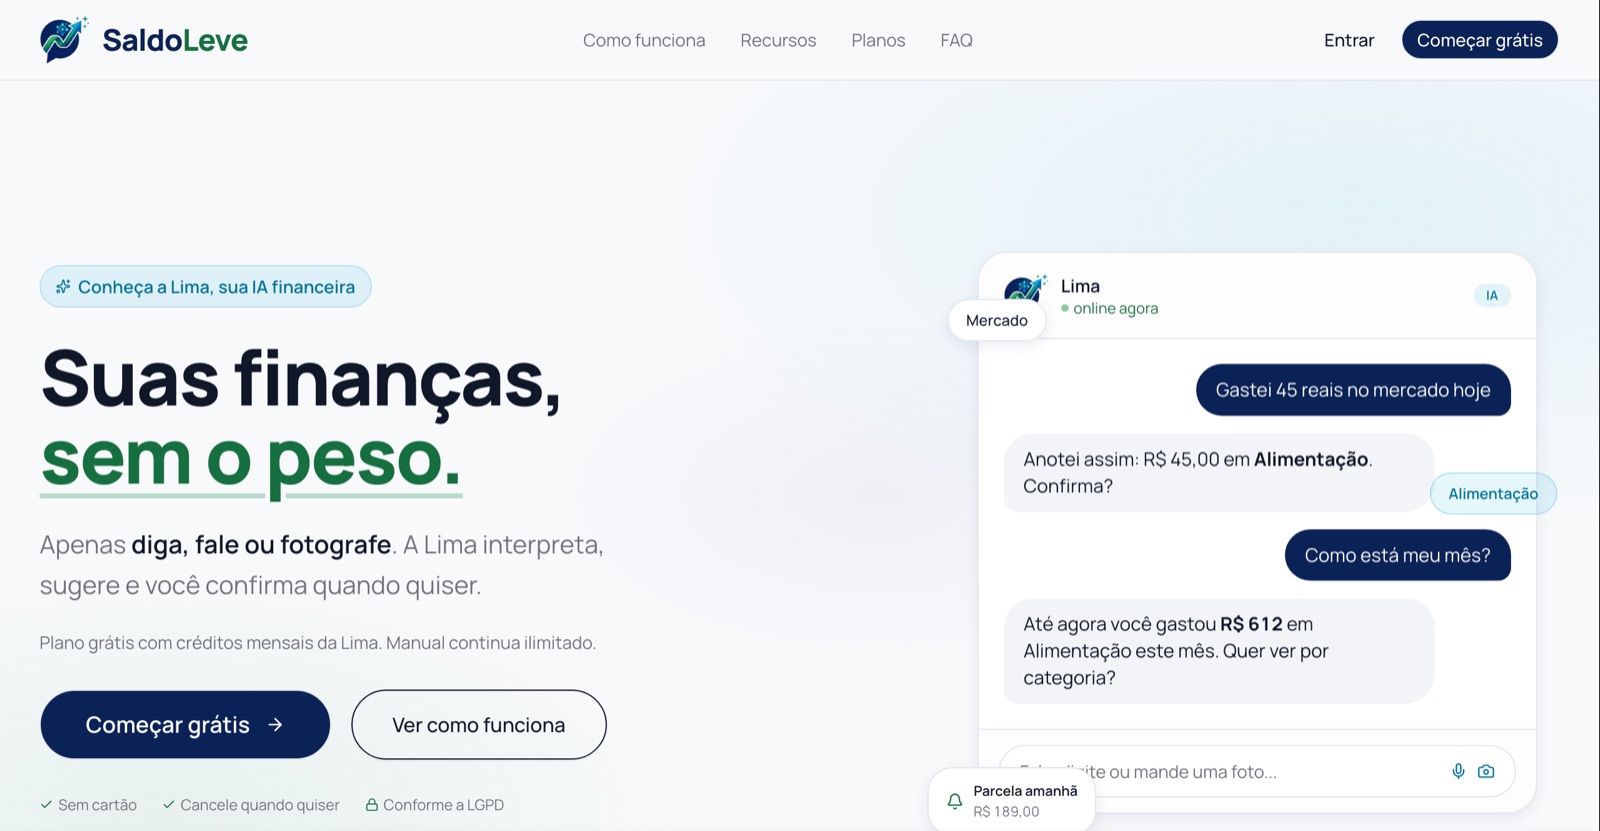 SaldoLeve
Como funciona
Recursos
Planos
FAQ
Entrar
Começar grátis
Conheça a Lima, sua IA financeira
Suas finanças,
sem o peso.
Apenas diga, fale ou fotografe. A Lima interpreta,
sugere e você confirma quando quiser.
Plano grátis com créditos mensais da Lima. Manual continua ilimitado.
Começar grátis
Ver como funciona
Sem cartão
Cancele quando quiser
Conforme a LGPD
Lima
online agora
IA
Mercado
Gastei 45 reais no mercado hoje
Anotei assim: R$ 45,00 em Alimentação.
Confirma?
Alimentação
Como está meu mês?
Até agora você gastou R$ 612 em
Alimentação este mês. Quer ver por
categoria?
ou mande uma foto...
Parcela amanhã
R$ 189,00